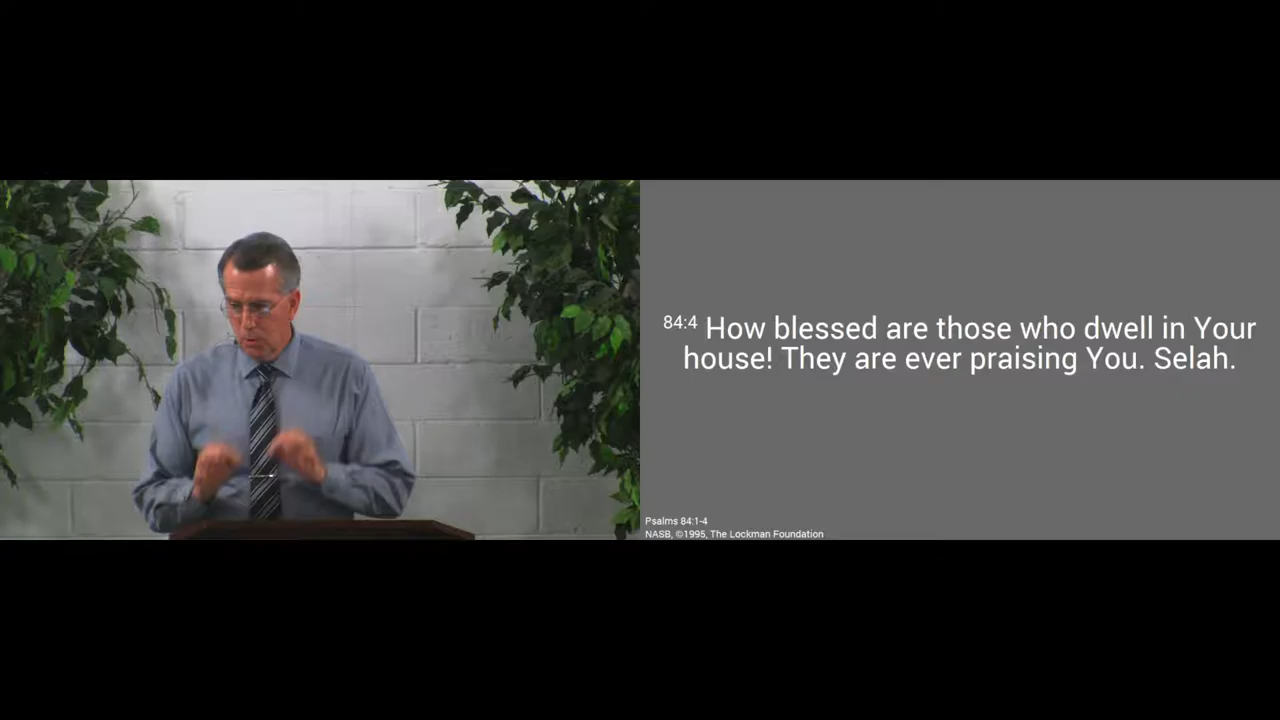 84:4 How blessed are those who dwell in Your
house! They are ever praising You. Selah.
Psalms 84:1-4
NASB, ©1995, The Lockman Foundation